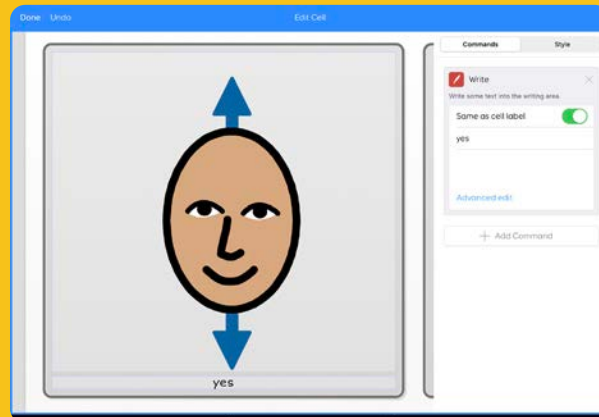 Done Undo Edit Cell
Commands Style
Write
Write some text into the writing area.
Same as cell label
yes
Advanced edit
+ Add Command
yes